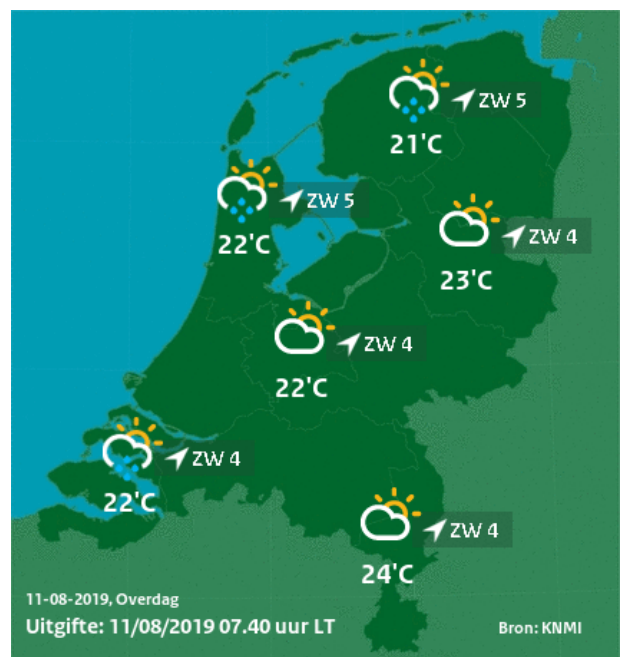 ZW 5
21°C
ZW 5
22°C
ZW 4
23°C
ZW 4
22°C
ZW 4
22°C
ZW 4
24°C
11-08-2019, Overdag
Uitgifte: 11/08/2019 07.40 uur LT
Bron: KNMI